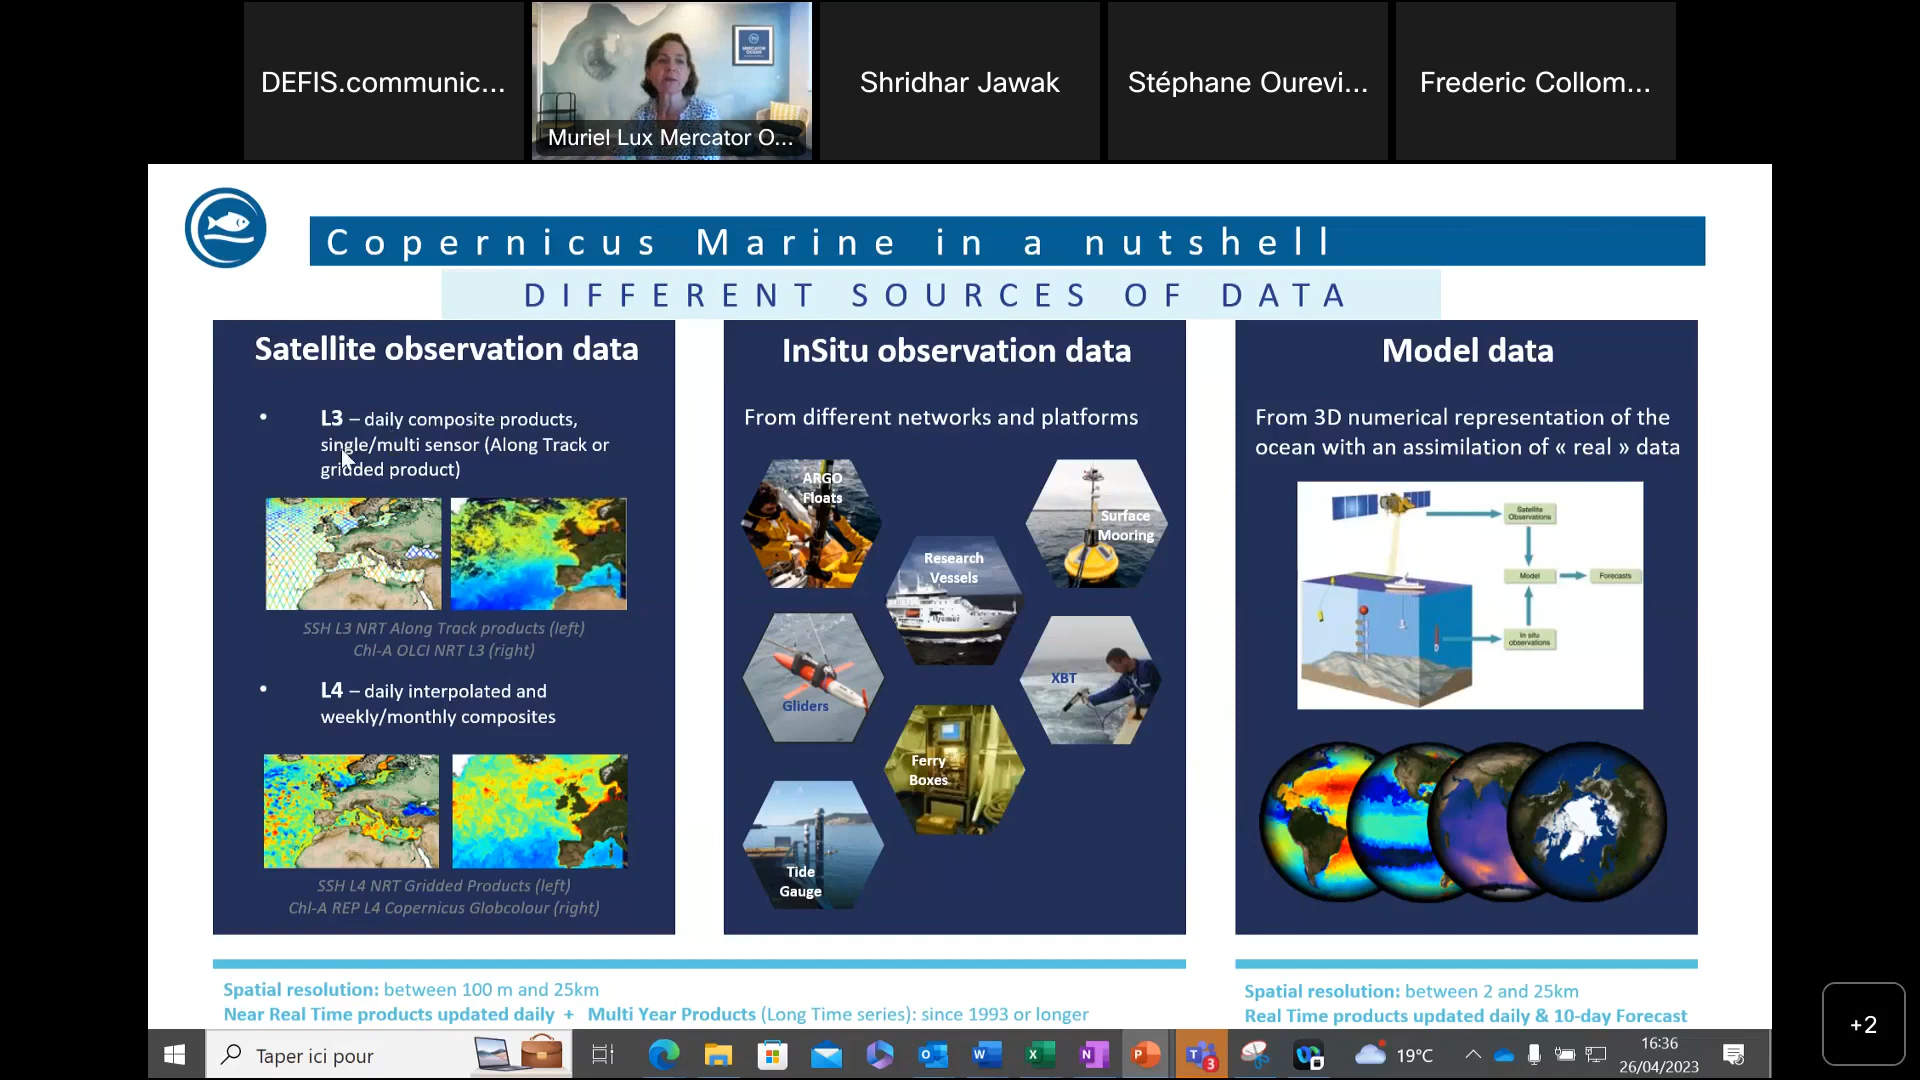 DEFIS.communic...
Muriel Lux Mercator O...
Shridhar Jawak
Stéphane Ourevi...
Frederic Collom...
Copernicus Marine in a nutshell
DIFFERENT SOURCES OF DATA
Satellite observation data
• L3 – daily composite products,
single/multi sensor (Along Track or
gridded product)
SSH L3 NRT Along Track products (left)
Chl-A OLCI NRT L3 (right)
• L4 – daily interpolated and
weekly/monthly composites
SSH L4 NRT Gridded Products (left)
Chl-A REP L4 Copernicus Globcolour (right)
InSitu observation data
From different networks and platforms
ARGO
Floats
Surface
Mooring
Research
Vessels
Gliders
XBT
Ferry
Boxes
Tide
Gauge
Model data
From 3D numerical representation of the
ocean with an assimilation of « real » data
Satellite
Observations
Model
Forecasts
In situ
observations
Spatial resolution: between 100 m and 25km
Near Real Time products updated daily + Multi Year Products (Long Time series): since 1993 or longer
Spatial resolution: between 2 and 25km
Real Time products updated daily & 10-day Forecast
+2
Taper ici pour
3
19°C
16:36
26/04/2023